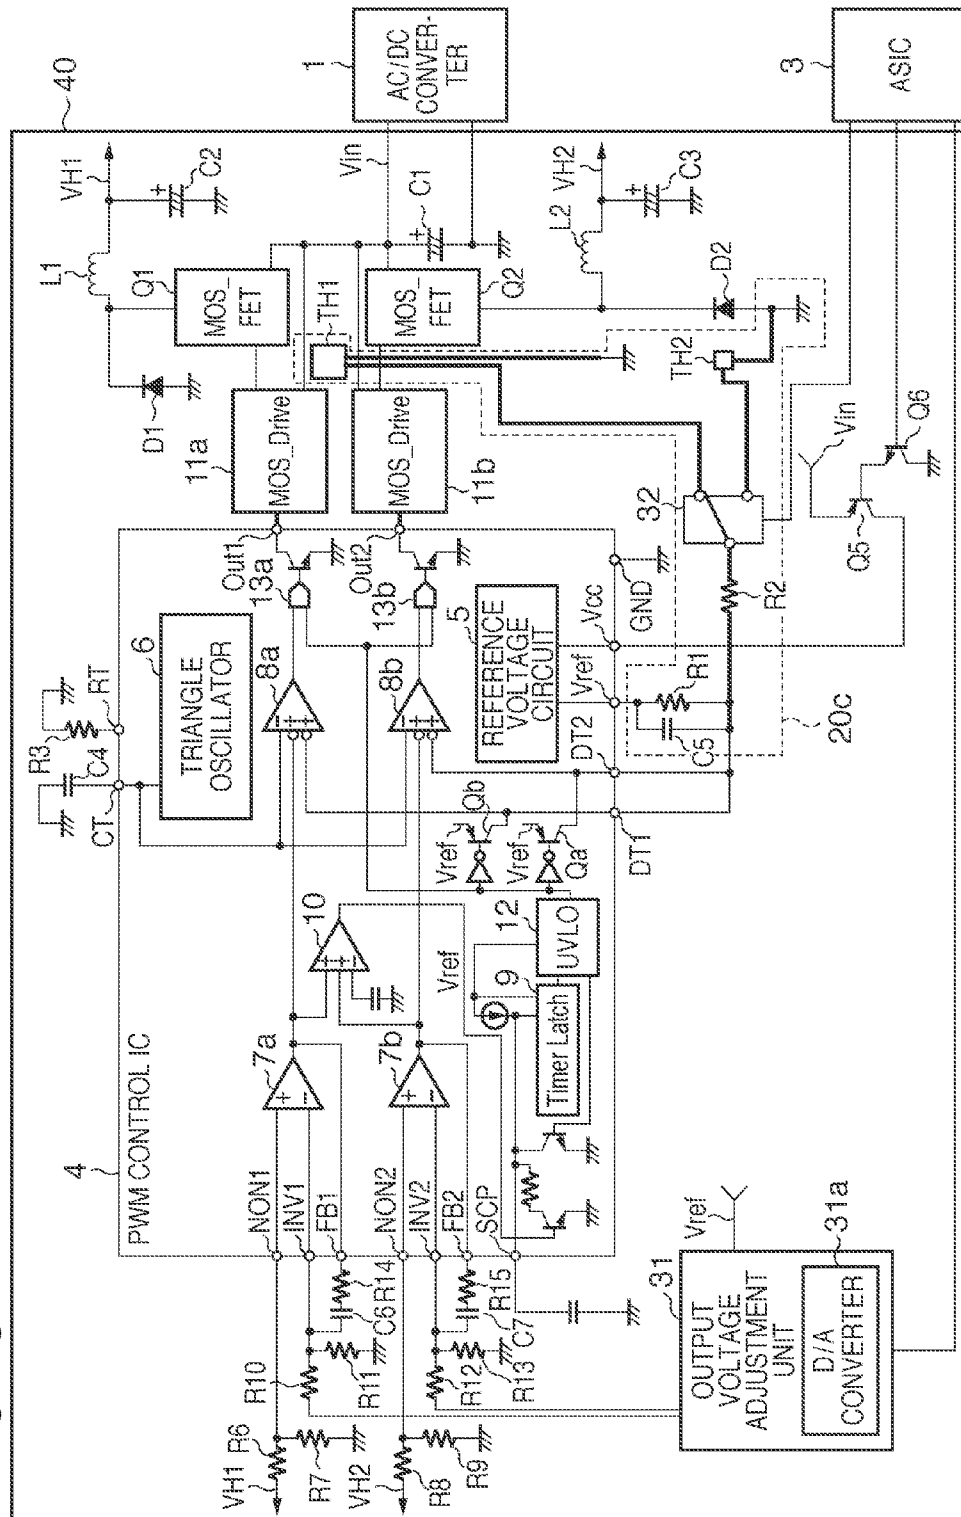 40
VH1
L1
C2
Q1
MOS_
FET
D1
11a
MOS_Drive
TH1
Vin
C1
1
AC/DC
CONVER-
TER
3
ASIC
MOS_
FET
Q2
MOS_Drive
11b
L2
VH2
C3
D2
TH2
32
Vin
Q5
Q6
R2
R1
C5
20c
4
PWM CONTROL IC
CT
C4
R3
RT
6
TRIANGLE
OSCILLATOR
8a
13a
Out1
8b
13b
Out2
5
REFERENCE
VOLTAGE
CIRCUIT
GND
Vcc
Vref
DT2
DT1
Qb
Vref
Qa
Vref
12
UVLO
9
Timer Latch
Vref
10
7a
+
−
7b
+
−
NON1
INV1
FB1
NON2
INV2
FB2
SCP
R14
C6
R15
C7
R10
R11
R12
R13
VH1
R6
R7
VH2
R8
R9
31
OUTPUT
VOLTAGE
ADJUSTMENT
UNIT
31a
D/A
CONVERTER
Vref